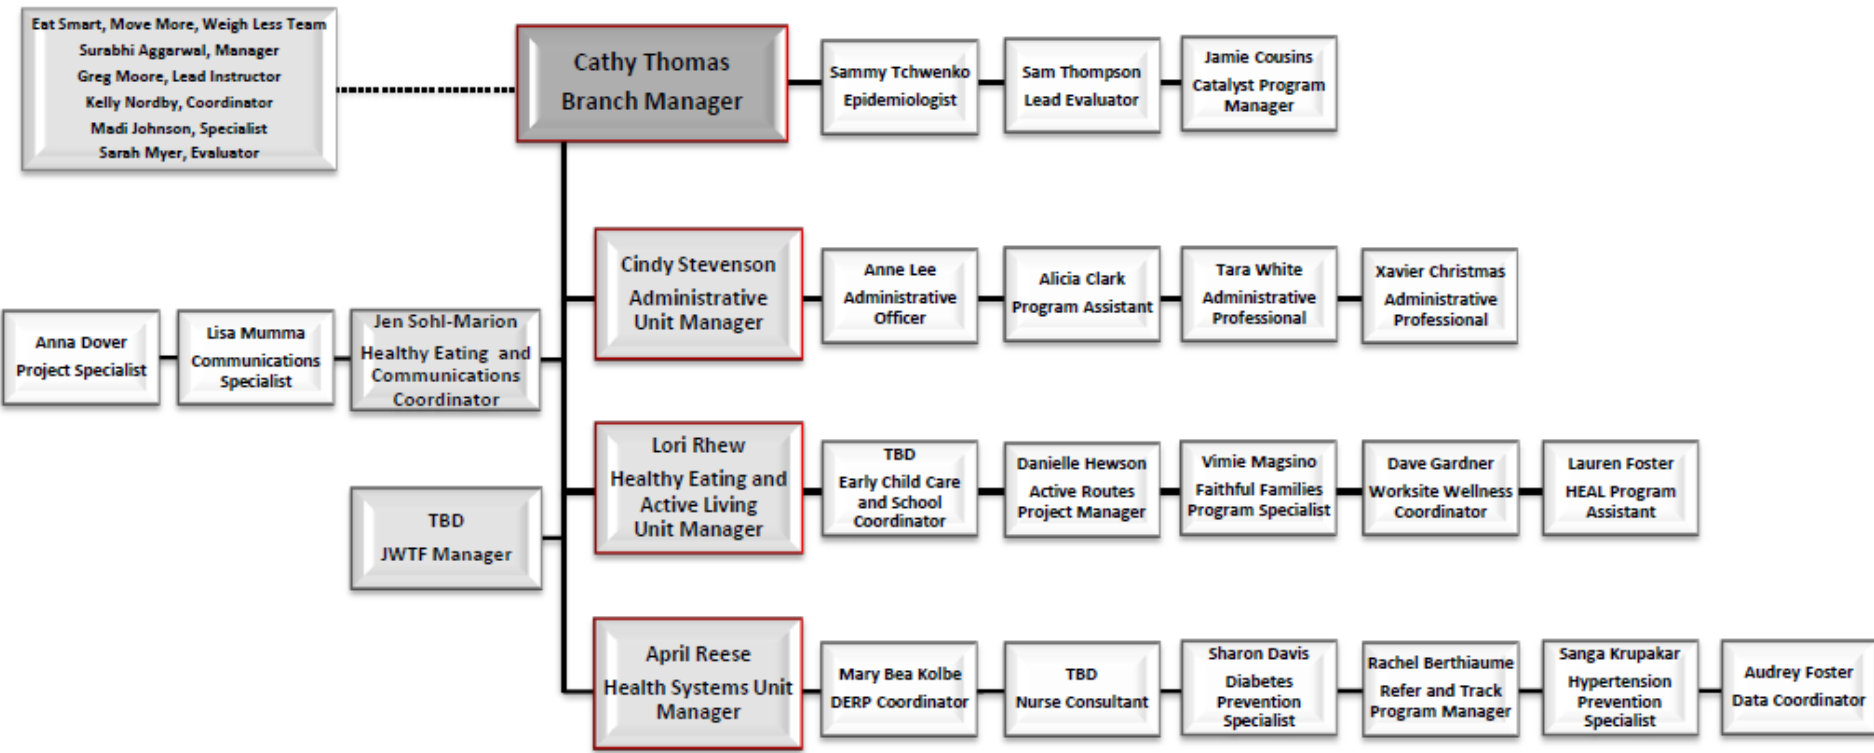 Eat Smart, Move More, Weigh Less Team
Surabhi Aggarwal, Manager
Greg Moore, Lead Instructor
Kelly Nordby, Coordinator
Madi Johnson, Specialist
Sarah Myer, Evaluator
Cathy Thomas
Branch Manager
Sammy Tchwenko
Epidemiologist
Sam Thompson
Lead Evaluator
Jamie Cousins
Catalyst Program
Manager
Cindy Stevenson
Administrative
Unit Manager
Anne Lee
Administrative
Officer
Alicia Clark
Program Assistant
Tara White
Administrative
Professional
Xavier Christmas
Administrative
Professional
Anna Dover
Project Specialist
Lisa Mumma
Communications
Specialist
Jen Sohl-Marion
Healthy Eating and
Communications
Coordinator
Lori Rhew
Healthy Eating and
Active Living
Unit Manager
TBD
Early Child Care
and School
Coordinator
Danielle Hewson
Active Routes
Project Manager
Vimie Magsino
Faithful Families
Program Specialist
Dave Gardner
Worksite Wellness
Coordinator
Lauren Foster
HEAL Program
Assistant
TBD
JWTF Manager
April Reese
Health Systems Unit
Manager
Mary Bea Kolbe
DERP Coordinator
TBD
Nurse Consultant
Sharon Davis
Diabetes
Prevention
Specialist
Rachel Berthiaume
Refer and Track
Program Manager
Sanga Krupakar
Hypertension
Prevention
Specialist
Audrey Foster
Data Coordinator